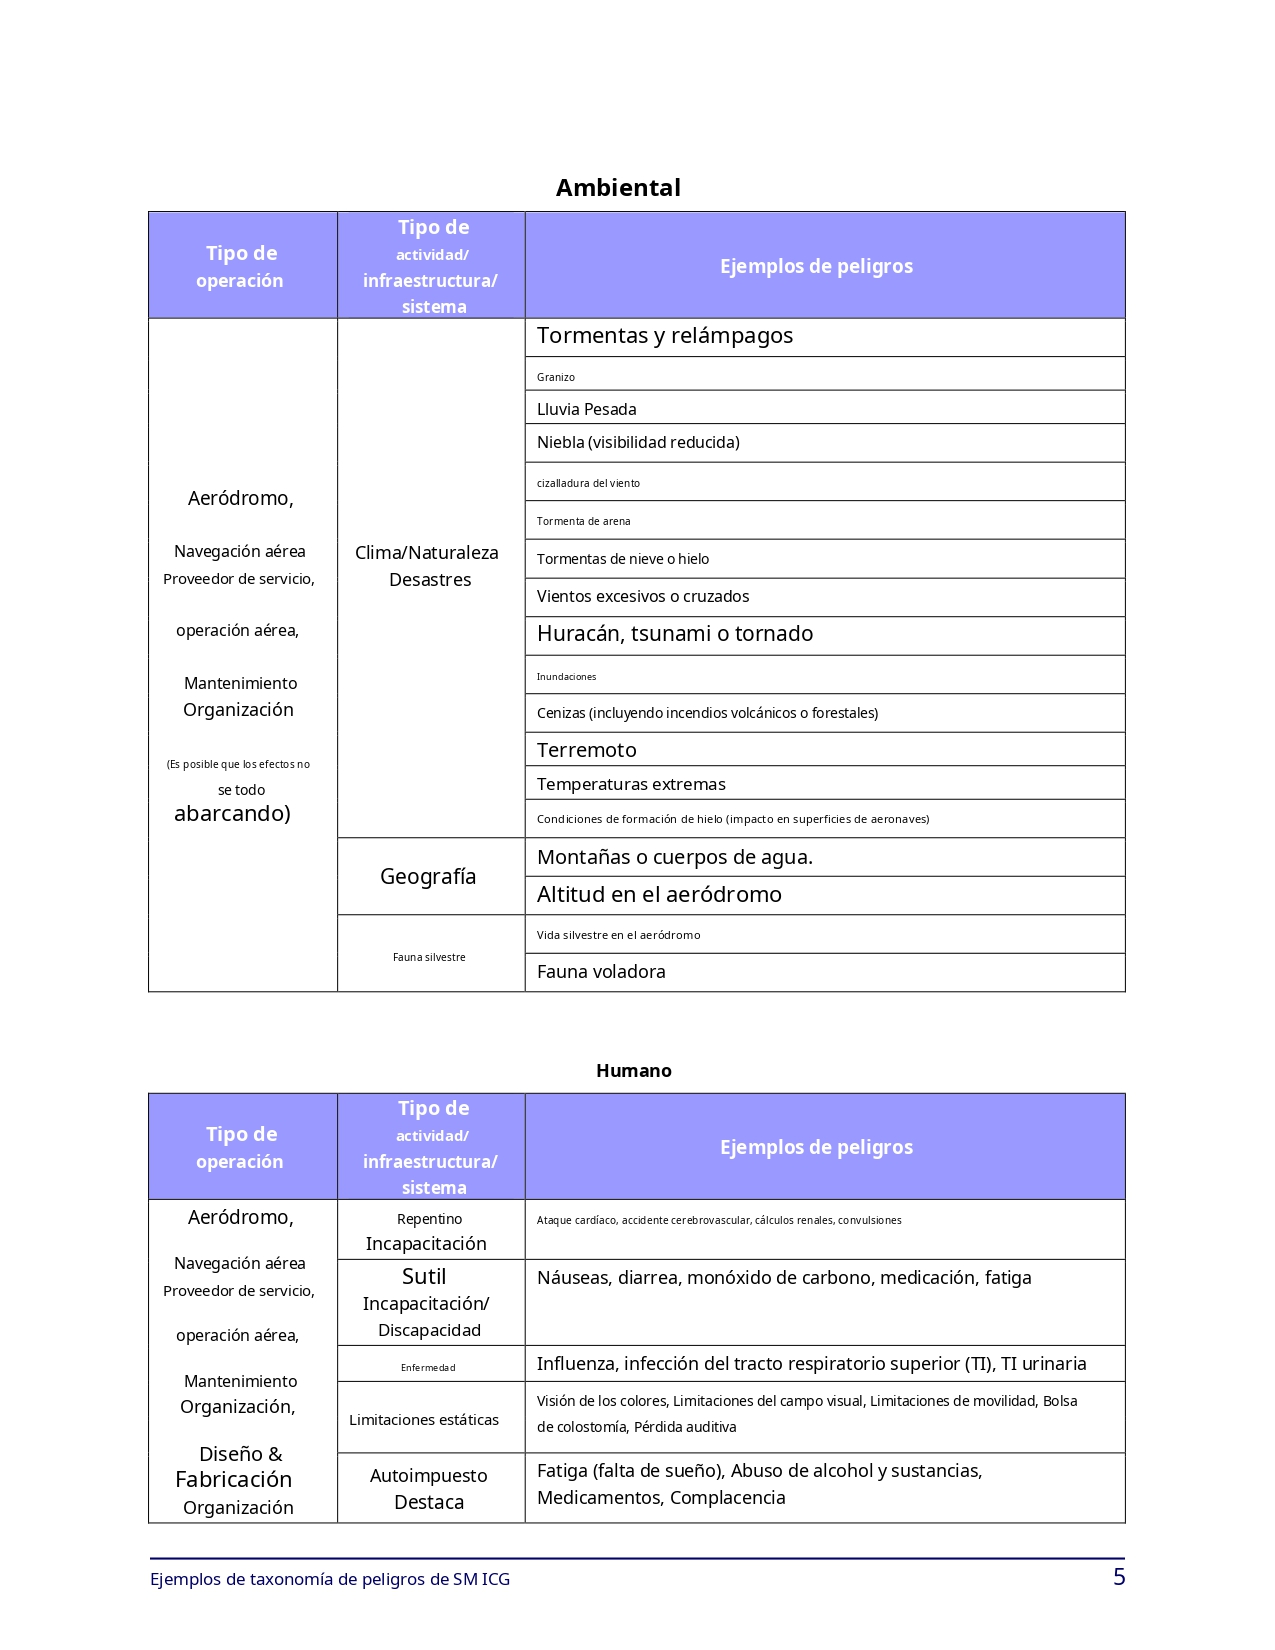 Ambiental
Tipo de
operación
Tipo de
actividad/
infraestructura/
sistema
Ejemplos de peligros
Aeródromo,
Navegación aérea
Proveedor de servicio,
operación aérea,
Mantenimiento
Organización
(Es posible que los efectos no
se todo
abarcando)
Clima/Naturaleza
Desastres
Tormentas y relámpagos
Granizo
Lluvia Pesada
Niebla (visibilidad reducida)
cizalladura del viento
Tormenta de arena
Tormentas de nieve o hielo
Vientos excesivos o cruzados
Huracán, tsunami o tornado
Inundaciones
Cenizas (incluyendo incendios volcánicos o forestales)
Terremoto
Temperaturas extremas
Condiciones de formación de hielo (impacto en superficies de aeronaves)
Geografía
Montañas o cuerpos de agua.
Altitud en el aeródromo
Fauna silvestre
Vida silvestre en el aeródromo
Fauna voladora
Humano
Tipo de
operación
Tipo de
actividad/
infraestructura/
sistema
Ejemplos de peligros
Aeródromo,
Navegación aérea
Proveedor de servicio,
operación aérea,
Mantenimiento
Organización,
Diseño &
Fabricación
Organización
Repentino
Incapacitación
Ataque cardíaco, accidente cerebrovascular, cálculos renales, convulsiones
Sutil
Incapacitación/
Discapacidad
Náuseas, diarrea, monóxido de carbono, medicación, fatiga
Enfermedad
Influenza, infección del tracto respiratorio superior (TI), TI urinaria
Limitaciones estáticas
Visión de los colores, Limitaciones del campo visual, Limitaciones de movilidad, Bolsa
de colostomía, Pérdida auditiva
Autoimpuesto
Destaca
Fatiga (falta de sueño), Abuso de alcohol y sustancias,
Medicamentos, Complacencia
Ejemplos de taxonomía de peligros de SM ICG
5